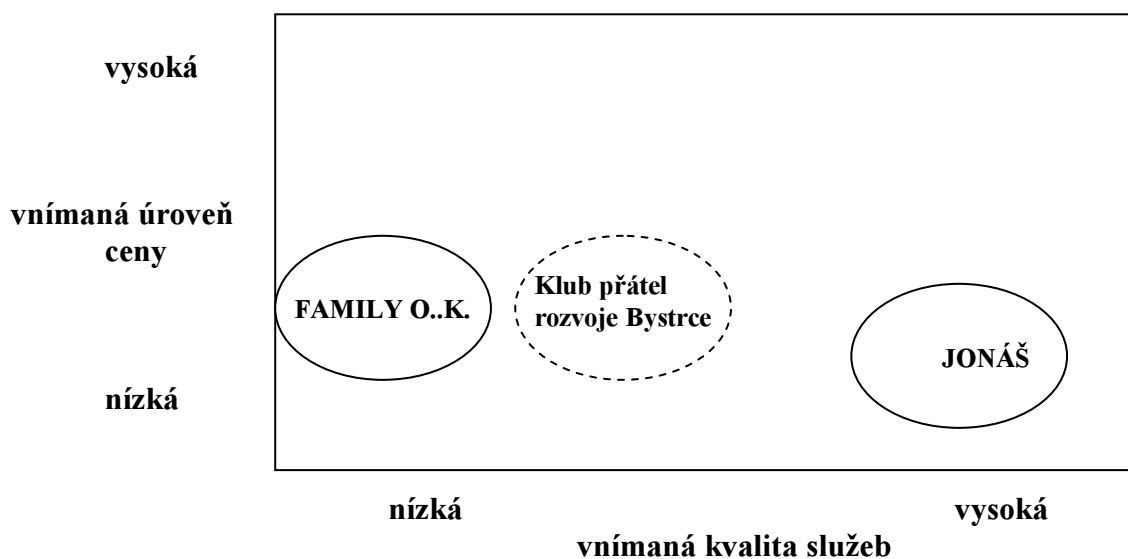 vysoká
vnímaná úroveň
ceny
Klub přátel
rozvoje Bystrce
FAMILY O..K.
JONÁŠ
nízká
nízká
vysoká
vnímaná kvalita služeb